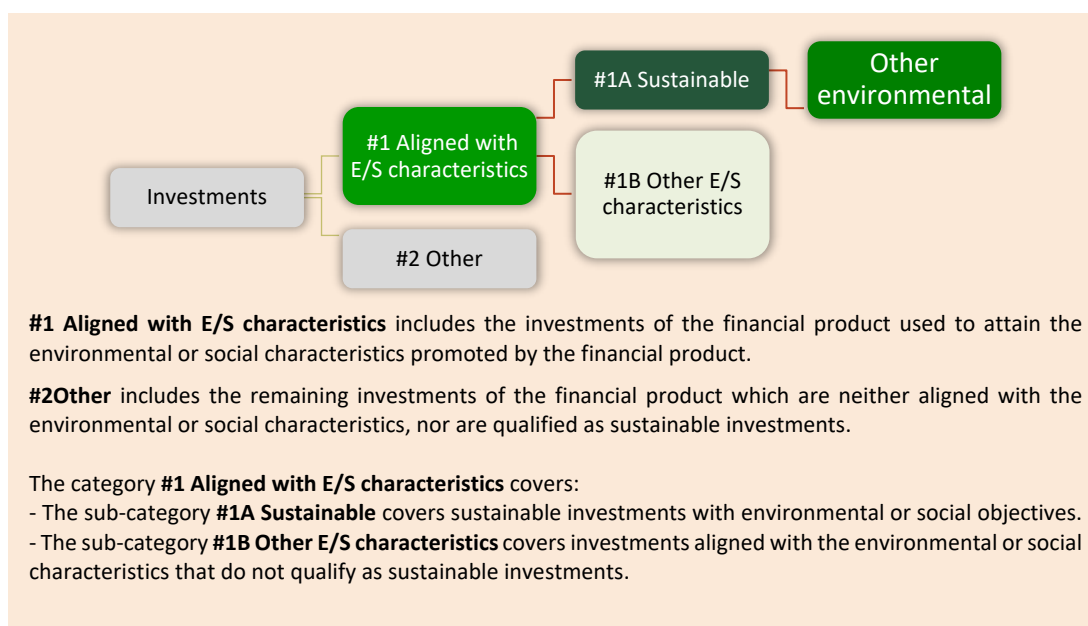 Other
environmental
#1A Sustainable
#1 Aligned with
E/S characteristics
#1B Other E/S
characteristics
Investments
#2 Other
#1 Aligned with E/S characteristics includes the investments of the financial product used to attain the
environmental or social characteristics promoted by the financial product.
#2Other includes the remaining investments of the financial product which are neither aligned with the
environmental or social characteristics, nor are qualified as sustainable investments.
The category #1 Aligned with E/S characteristics covers:
- The sub-category #1A Sustainable covers sustainable investments with environmental or social objectives.
- The sub-category #1B Other E/S characteristics covers investments aligned with the environmental or social
characteristics that do not qualify as sustainable investments.